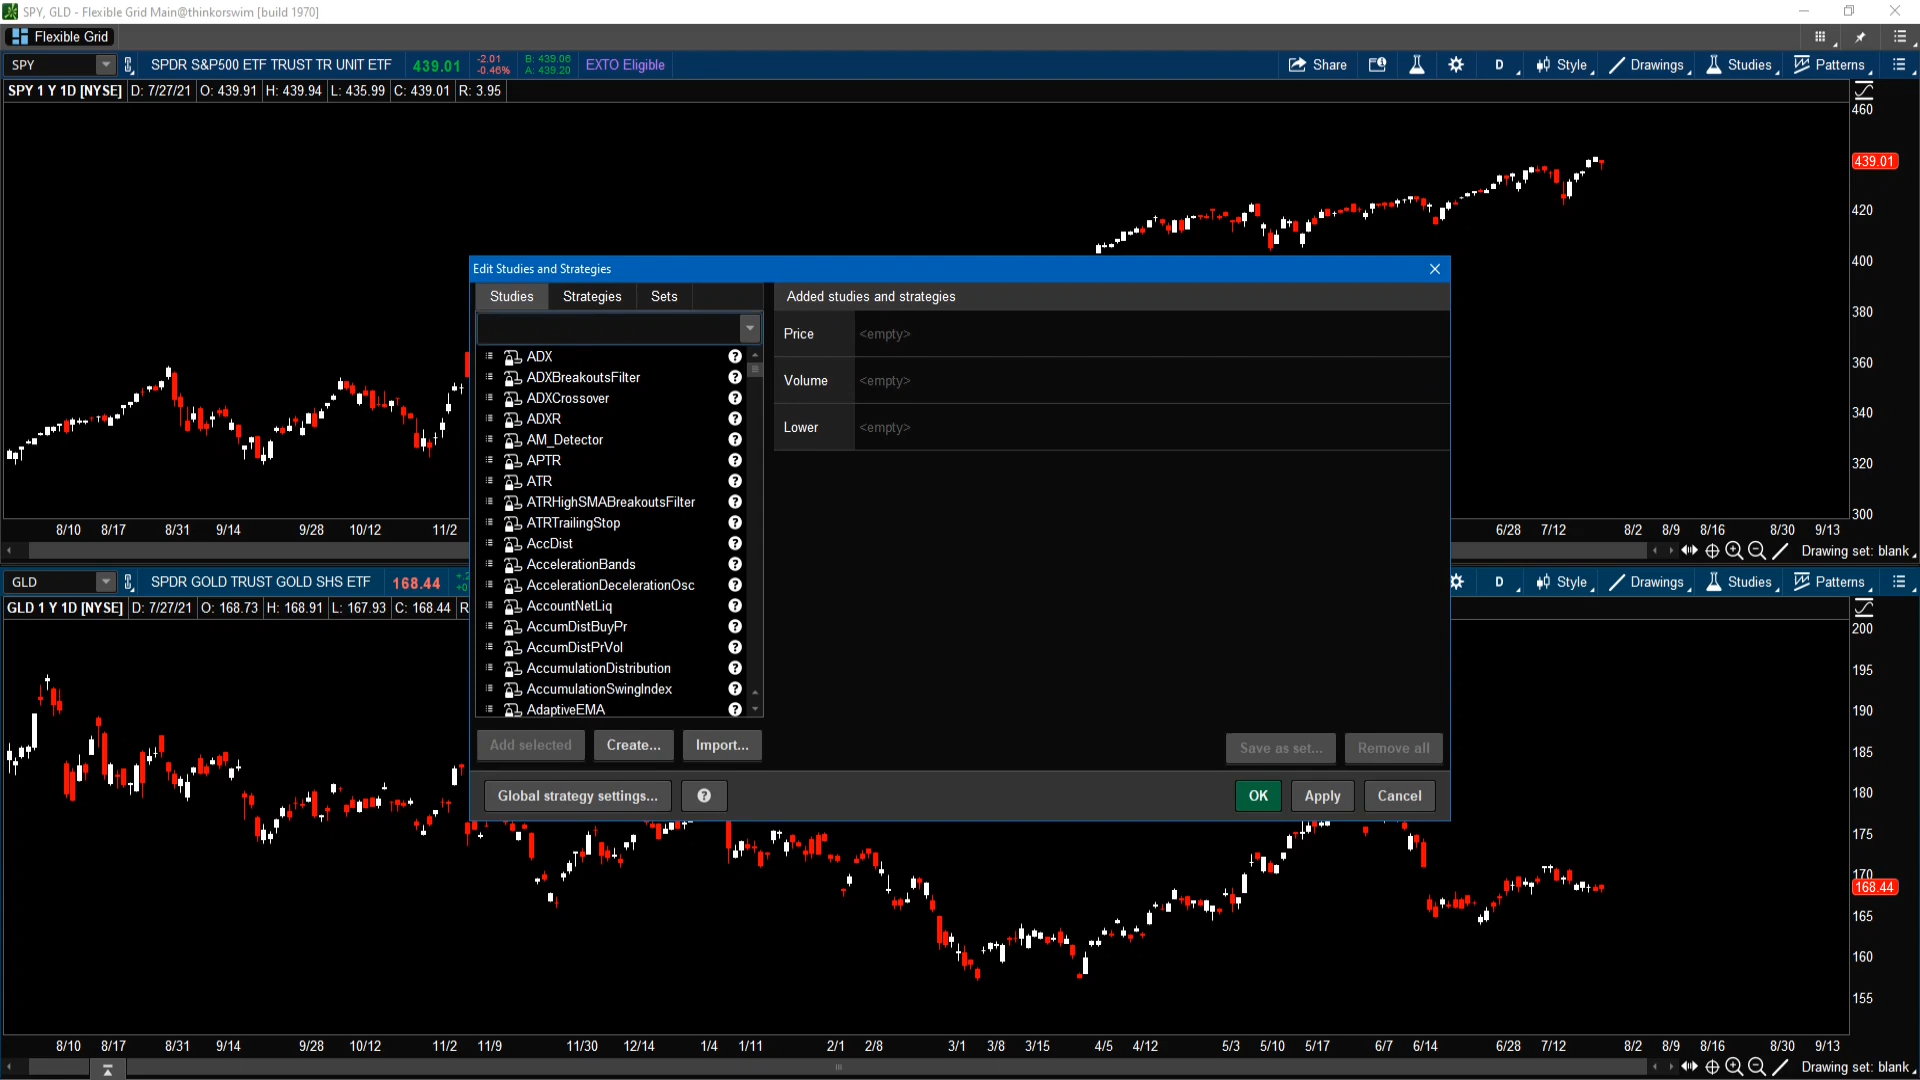 SPY, GLD - Flexible Grid Main@thinkorswim [build 1970]
Flexible Grid
SPY SPDR S&P500 ETF TRUST TR UNIT ETF 439.01 -2.01 -0.46% B: 439.06 A: 439.20 EXTO Eligible Share D Style Drawings Studies Patterns
SPY 1 Y 1D [NYSE] D: 7/27/21 O: 439.91 H: 439.94 L: 435.99 C: 439.01 R: 3.95
460
439.01
420
400
380
360
340
320
300
8/10 8/17 8/31 9/14 9/28 10/12 11/2 6/28 7/12 8/2 8/9 8/16 8/30 9/13
Drawing set: blank
Edit Studies and Strategies
Studies Strategies Sets
ADX
ADXBreakoutsFilter
ADXCrossover
ADXR
AM_Detector
APTR
ATR
ATRHighSMABreakoutsFilter
ATRTrailingStop
AccDist
AccelerationBands
AccelerationDecelerationOsc
AccountNetLiq
AccumDistBuyPr
AccumDistPrVol
AccumulationDistribution
AccumulationSwingIndex
AdaptiveEMA
Add selected Create... Import...
Added studies and strategies
Price <empty>
Volume <empty>
Lower <empty>
Save as set... Remove all
Global strategy settings... ? OK Apply Cancel
GLD SPDR GOLD TRUST GOLD SHS ETF 168.44 D Style Drawings Studies Patterns
GLD 1 Y 1D [NYSE] D: 7/27/21 O: 168.73 H: 168.91 L: 167.93 C: 168.44 R
200
195
190
185
180
175
170
168.44
165
160
155
8/10 8/17 8/31 9/14 9/28 10/12 11/2 11/9 11/30 12/14 1/4 1/11 2/1 2/8 3/1 3/8 3/15 4/5 4/12 5/3 5/10 5/17 6/7 6/14 6/28 7/12 8/2 8/9 8/16 8/30 9/13
Drawing set: blank